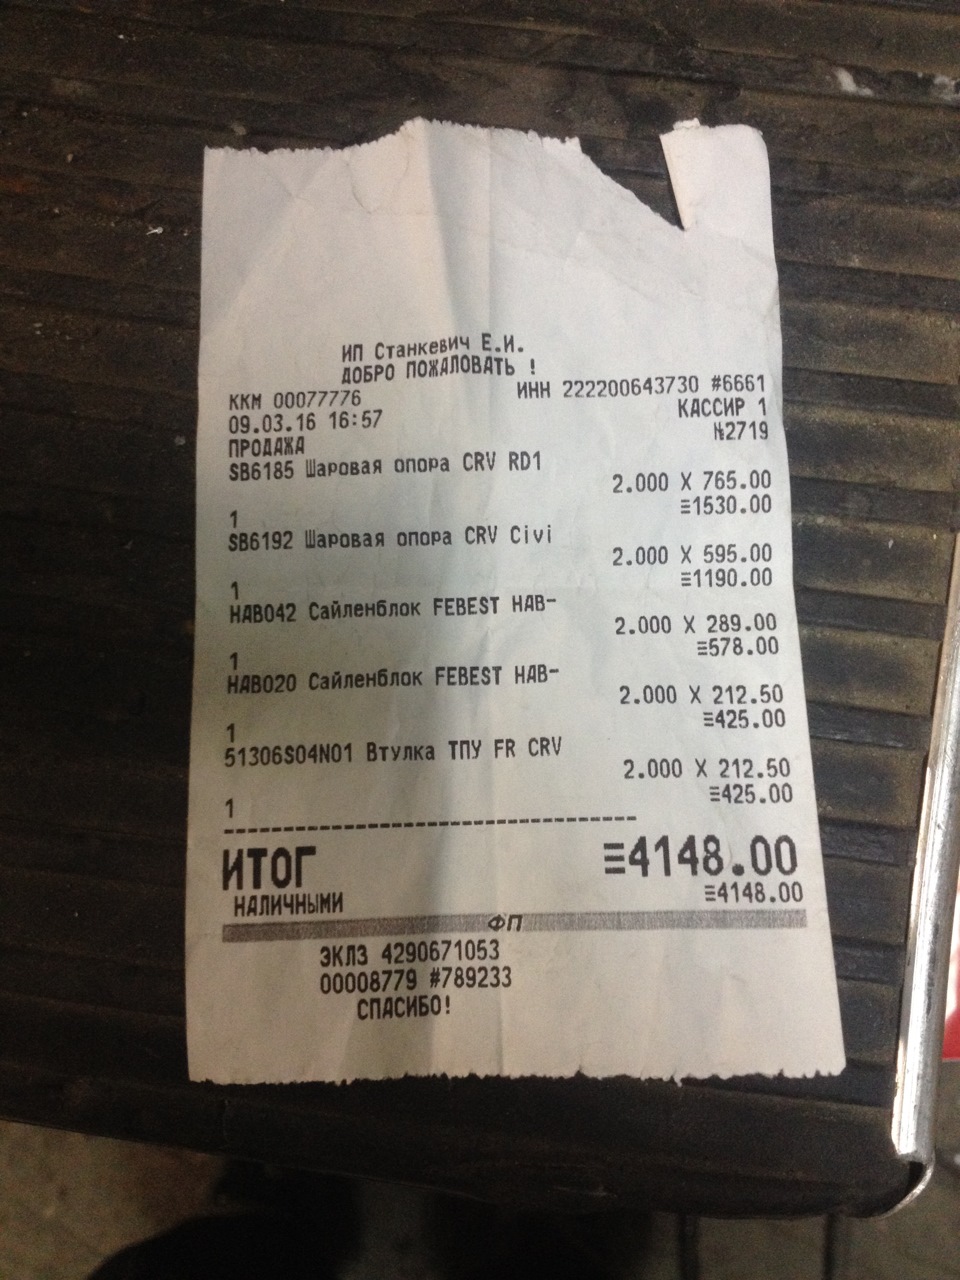 ИП Станкевич Е.И.
ДОБРО ПОЖАЛОВАТЬ !
ККМ 00077776 ИНН 222200643730 #6661
09.03.16 16:57 КАССИР 1
ПРОДАЖА №2719
SB6185 Шаровая опора CRV RD1
2.000 X 765.00
1 ≡1530.00
SB6192 Шаровая опора CRV Civi
2.000 X 595.00
1 ≡1190.00
HAB042 Сайленблок FEBEST HAB-
2.000 X 289.00
1 ≡578.00
HAB020 Сайленблок FEBEST HAB-
2.000 X 212.50
1 ≡425.00
51306S04N01 Втулка ТПУ FR CRV
2.000 X 212.50
1 ≡425.00
ИТОГ ≡4148.00
НАЛИЧНЫМИ ≡4148.00
ФП
ЭКЛЗ 4290671053
00008779 #789233
СПАСИБО!